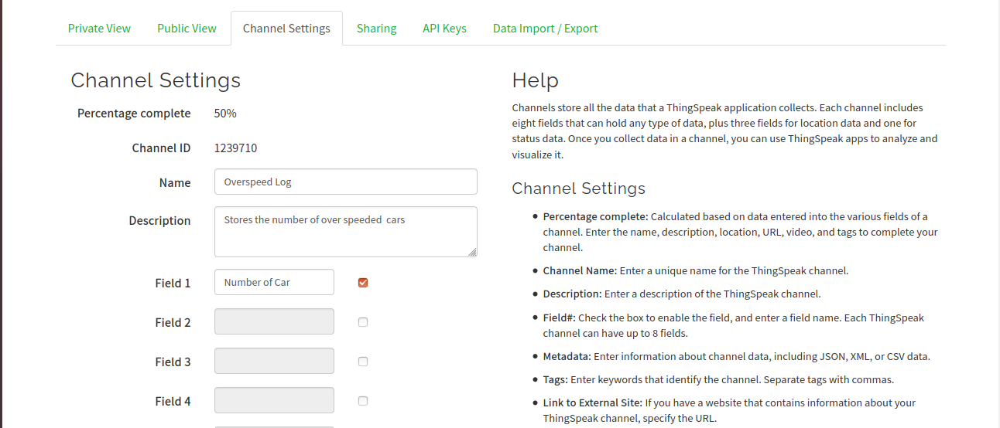 Private View Public View Channel Settings Sharing API Keys Data Import / Export
Channel Settings
Percentage complete 50%
Channel ID 1239710
Name Overspeed Log
Description Stores the number of over speeded  cars
Field 1 Number of Car
Field 2
Field 3
Field 4
Help
Channels store all the data that a ThingSpeak application collects. Each channel includes
eight fields that can hold any type of data, plus three fields for location data and one for
status data. Once you collect data in a channel, you can use ThingSpeak apps to analyze and
visualize it.
Channel Settings
• Percentage complete: Calculated based on data entered into the various fields of a
channel. Enter the name, description, location, URL, video, and tags to complete your
channel.
• Channel Name: Enter a unique name for the ThingSpeak channel.
• Description: Enter a description of the ThingSpeak channel.
• Field#: Check the box to enable the field, and enter a field name. Each ThingSpeak
channel can have up to 8 fields.
• Metadata: Enter information about channel data, including JSON, XML, or CSV data.
• Tags: Enter keywords that identify the channel. Separate tags with commas.
• Link to External Site: If you have a website that contains information about your
ThingSpeak channel, specify the URL.